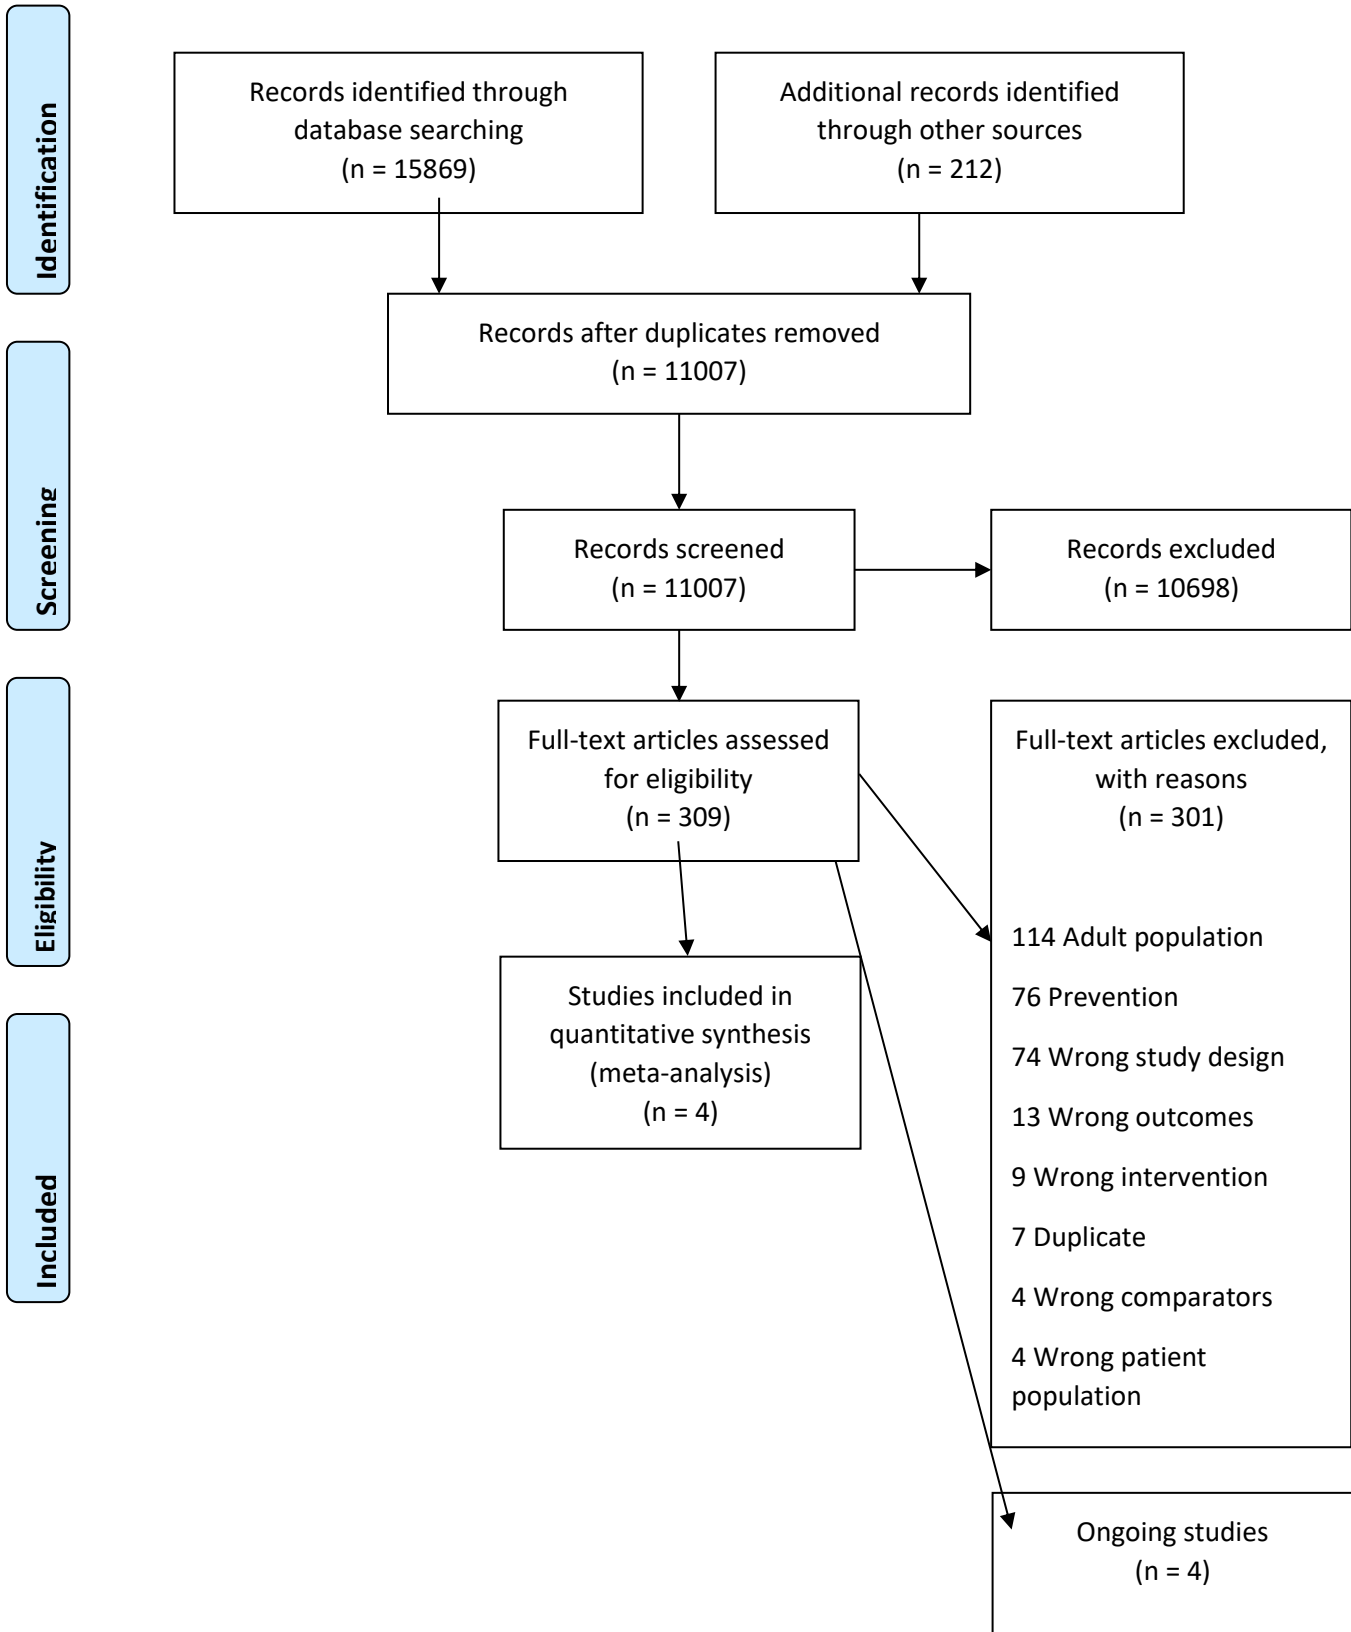 Identification
Records identified through
database searching
(n = 15869)
Additional records identified
through other sources
(n = 212)
Records after duplicates removed
(n = 11007)
Screening
Records screened
(n = 11007)
Records excluded
(n = 10698)
Eligibility
Full-text articles assessed
for eligibility
(n = 309)
Full-text articles excluded,
with reasons
(n = 301)
114 Adult population
76 Prevention
74 Wrong study design
13 Wrong outcomes
9 Wrong intervention
7 Duplicate
4 Wrong comparators
4 Wrong patient
population
Included
Studies included in
quantitative synthesis
(meta-analysis)
(n = 4)
Ongoing studies
(n = 4)